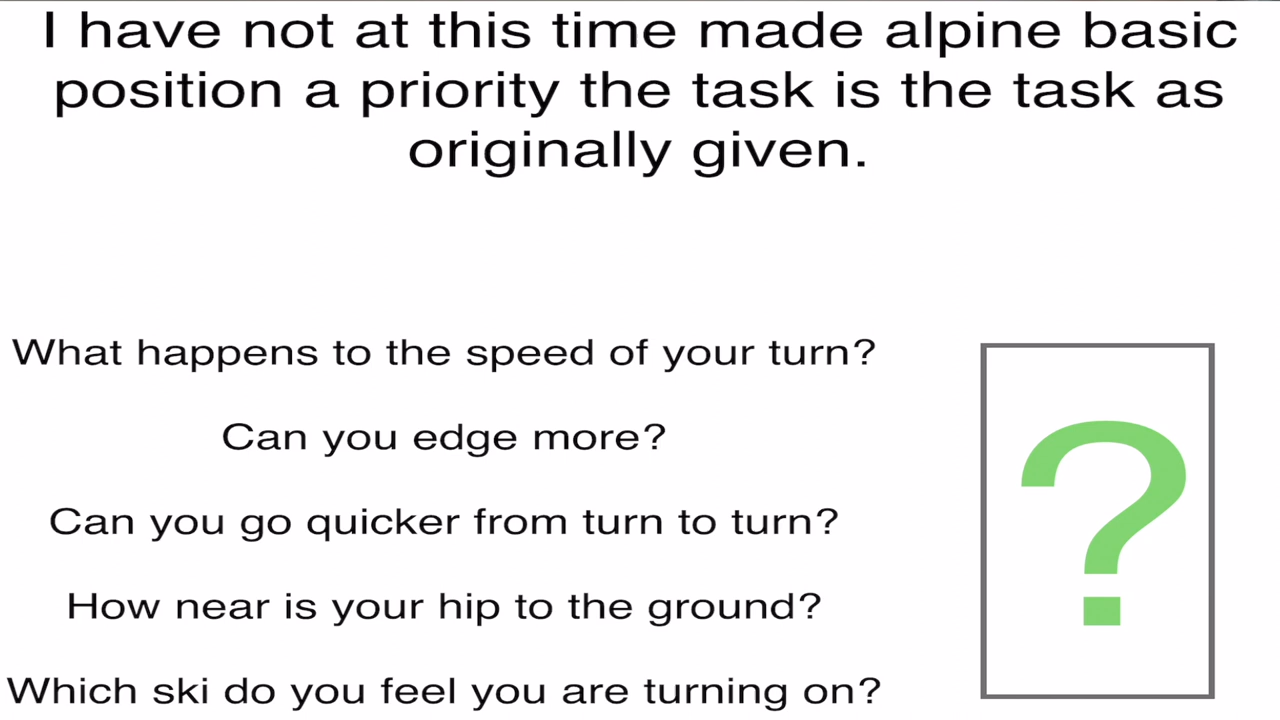 I have not at this time made alpine basic
position a priority the task is the task as
originally given.
What happens to the speed of your turn?
Can you edge more?
Can you go quicker from turn to turn?
How near is your hip to the ground?
Which ski do you feel you are turning on?
?